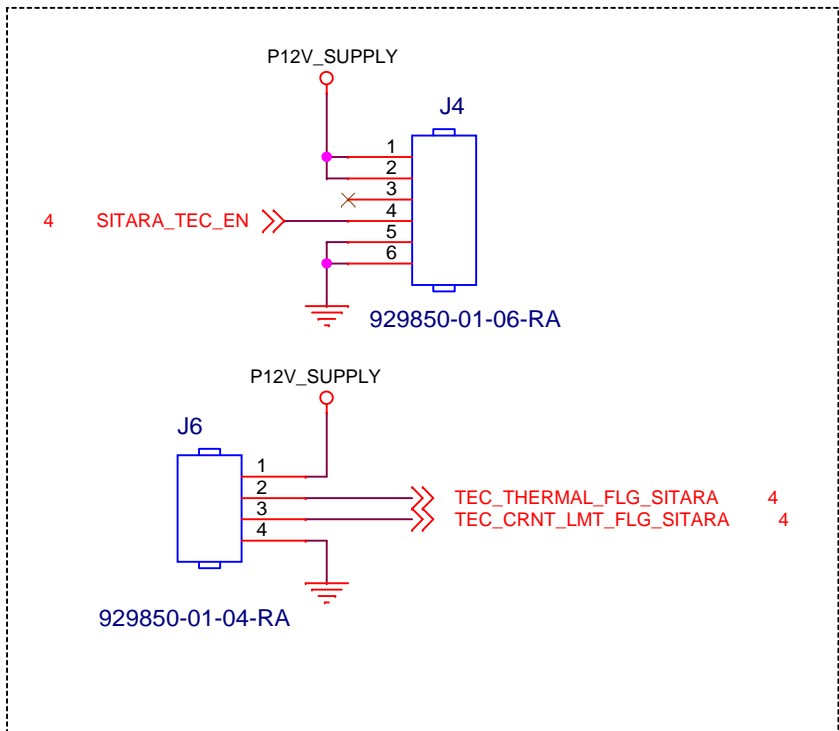 P12V_SUPPLY
J4
1
2
3
4 SITARA_TEC_EN 4
5
6
929850-01-06-RA
P12V_SUPPLY
J6
1
2 TEC_THERMAL_FLG_SITARA 4
3 TEC_CRNT_LMT_FLG_SITARA 4
4
929850-01-04-RA